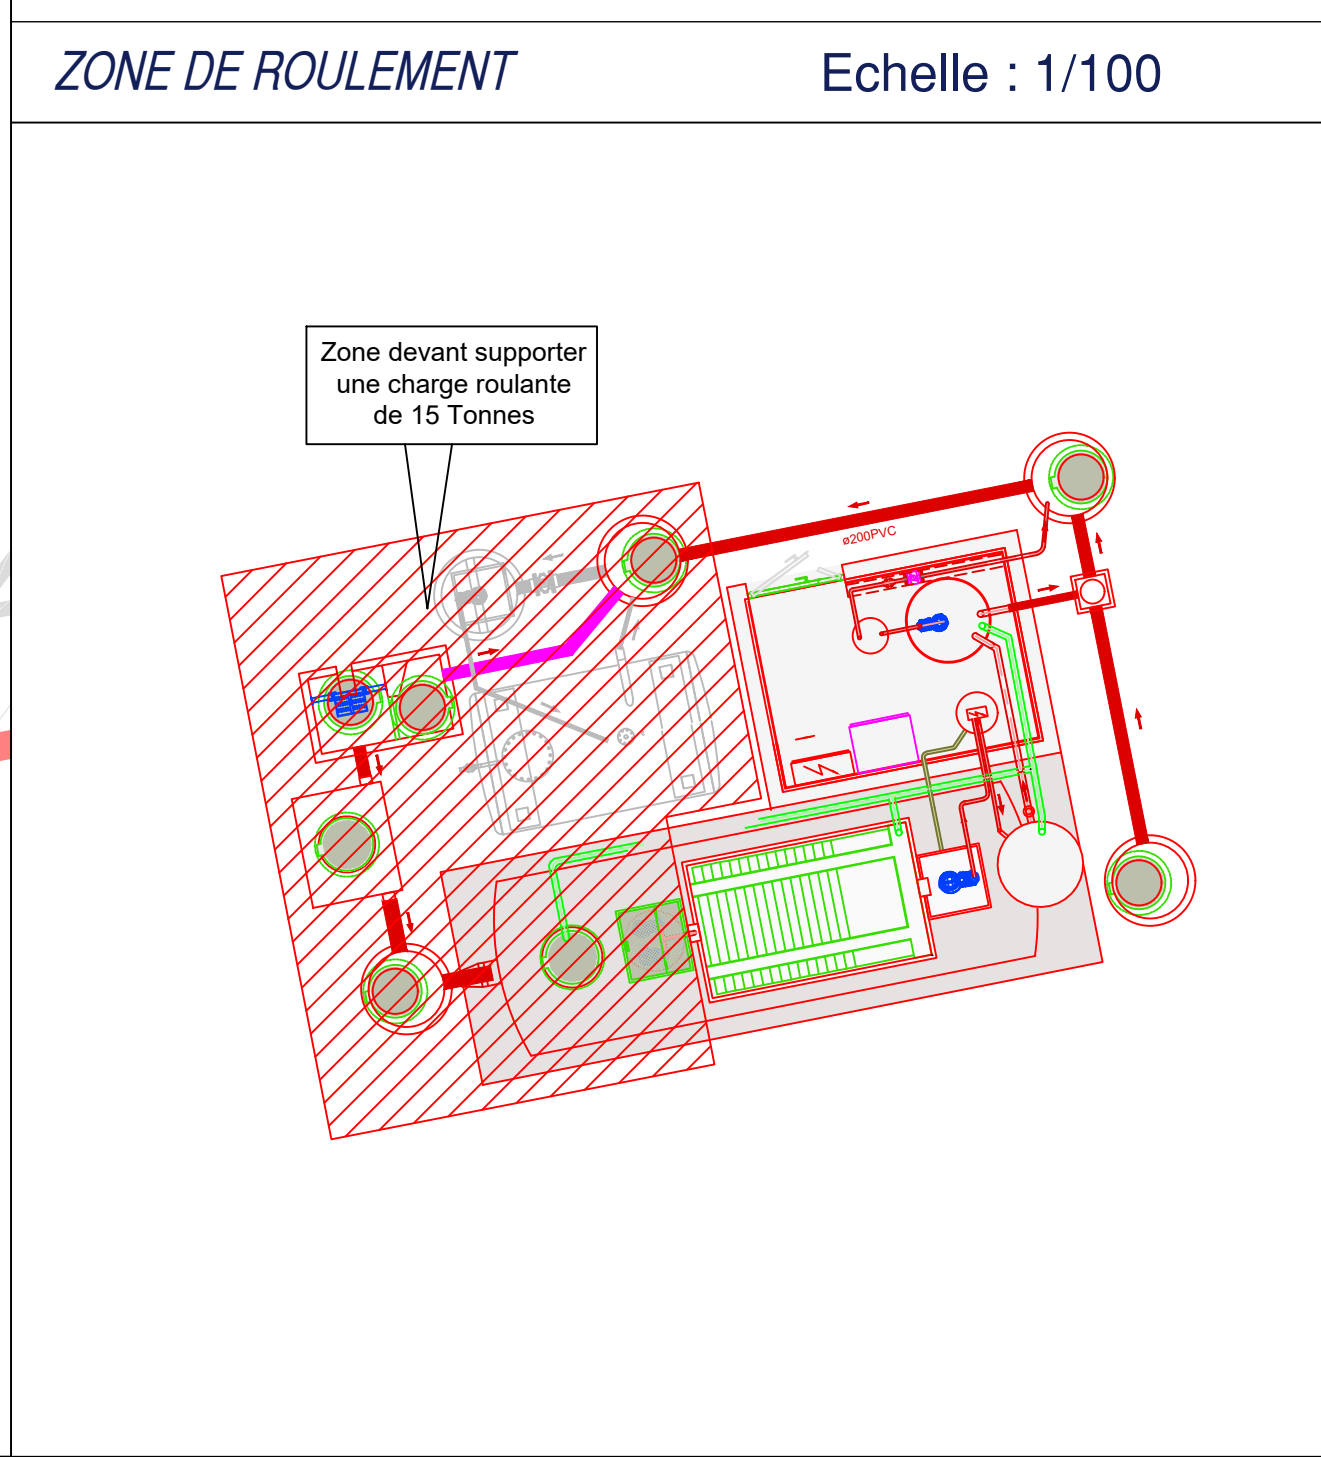 ZONE DE ROULEMENT
Echelle : 1/100
Zone devant supporter
une charge roulante
de 15 Tonnes
ø200PVC